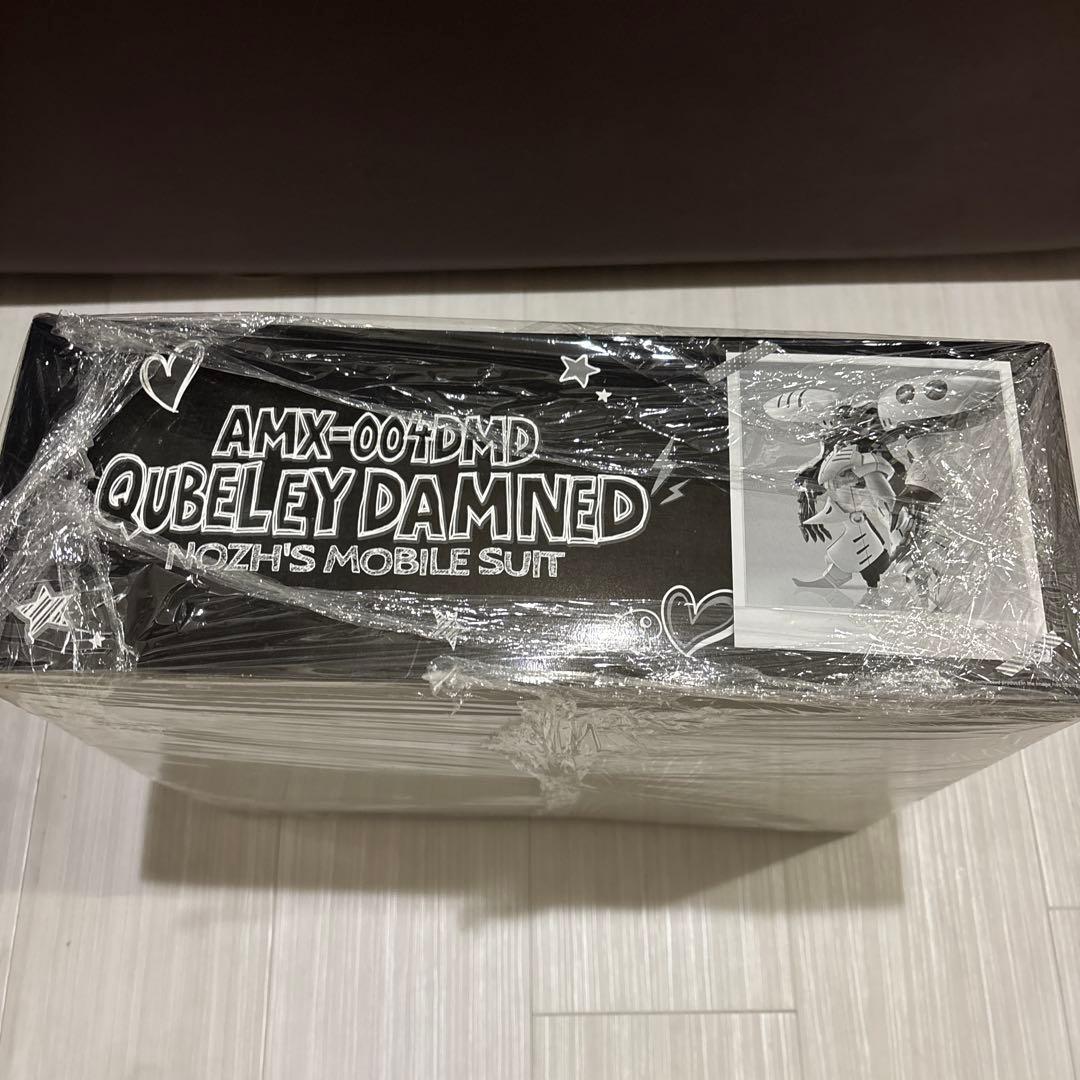 AMX-004DMD
QUBELEY DAMNED
NOZH'S MOBILE SUIT